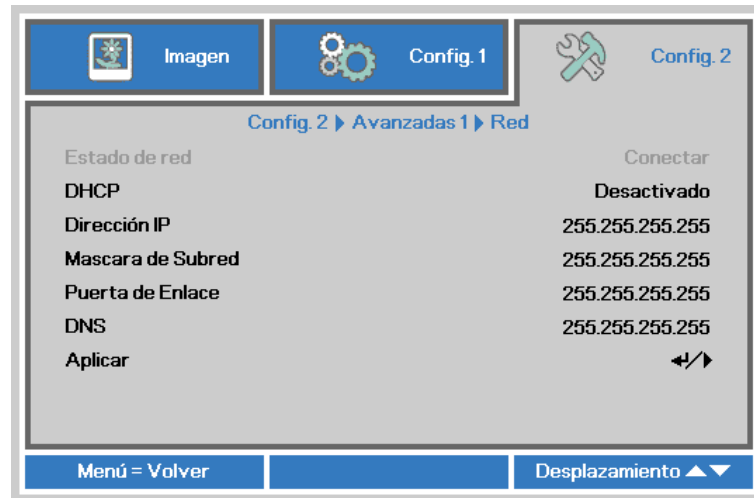 Imagen Config. 1 Config. 2
Config. 2 Avanzadas 1 Red
Estado de red Conectar
DHCP Desactivado
Dirección IP 255.255.255.255
Mascara de Subred 255.255.255.255
Puerta de Enlace 255.255.255.255
DNS 255.255.255.255
Aplicar
Menú = Volver Desplazamiento